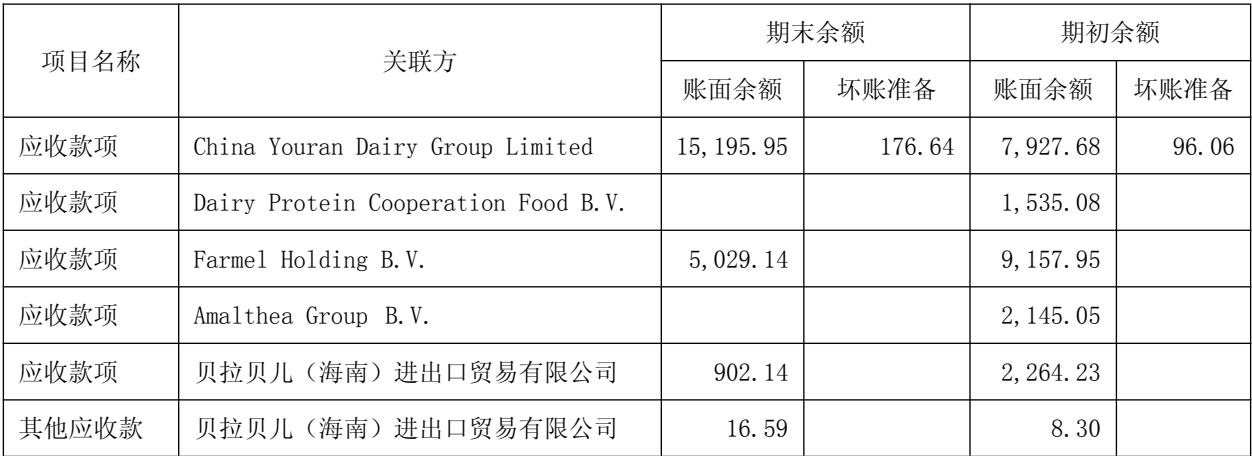 项目名称 关联方 期末余额 期初余额
账面余额 坏账准备 账面余额 坏账准备
应收款项 China Youran Dairy Group Limited 15,195.95 176.64 7,927.68 96.06
应收款项 Dairy Protein Cooperation Food B.V. 1,535.08
应收款项 Farmel Holding B.V. 5,029.14 9,157.95
应收款项 Amalthea Group B.V. 2,145.05
应收款项 贝拉贝儿（海南）进出口贸易有限公司 902.14 2,264.23
其他应收款 贝拉贝儿（海南）进出口贸易有限公司 16.59 8.30